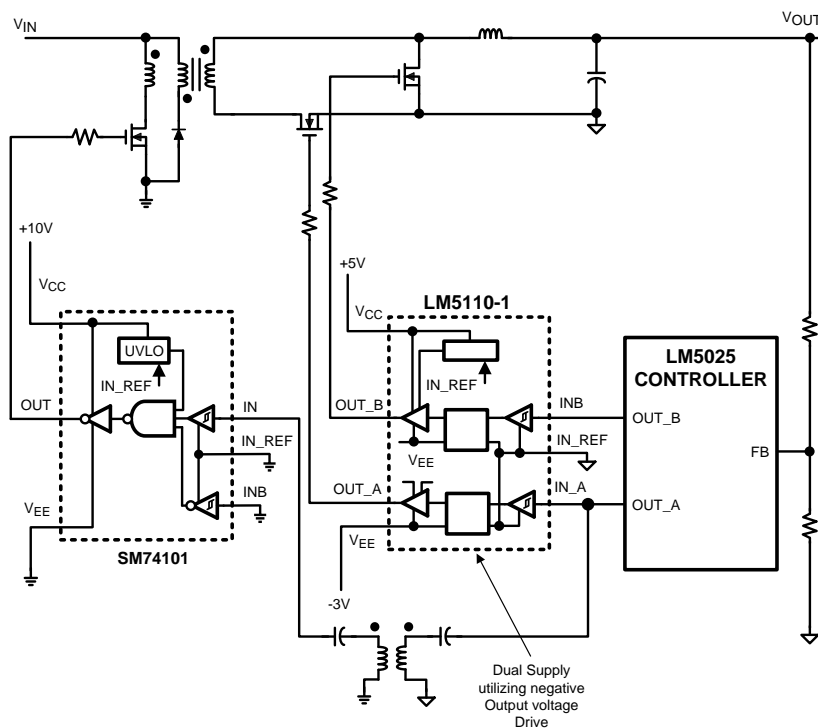 VIN
VOUT
+10V
VCC
UVLO
IN_REF
OUT
IN
IN_REF
INB
VEE
SM74101
+5V
LM5110-1
VCC
IN_REF
OUT_B
INB
IN_REF
VEE
OUT_A
IN_A
VEE
-3V
LM5025
CONTROLLER
OUT_B
FB
OUT_A
Dual Supply
utilizing negative
Output voltage
Drive